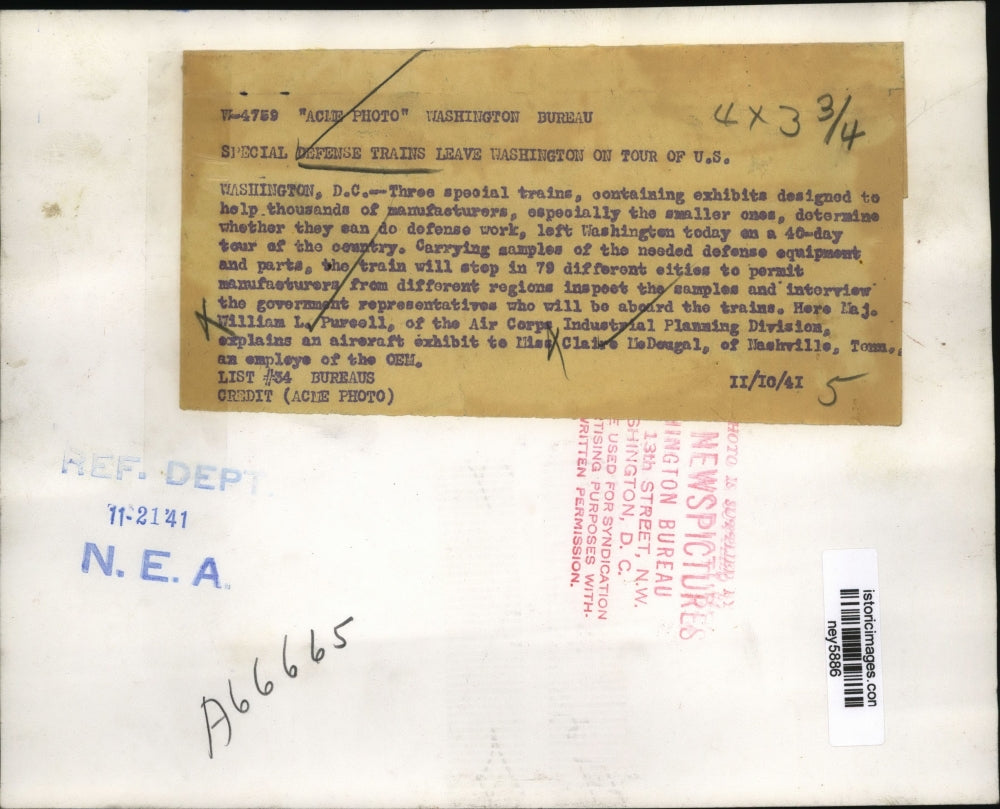 W-4759 "ACME PHOTO" WASHINGTON BUREAU
4 x 3 3/4
SPECIAL DEFENSE TRAINS LEAVE WASHINGTON ON TOUR OF U.S.
WASHINGTON, D.C.--Three special trains, containing exhibits designed to
help thousands of manufacturers, especially the smaller ones, determine
whether they can do defense work, left Washington today on a 40-day
tour of the country. Carrying samples of the needed defense equipment
and parts, the train will stop in 79 different cities to permit
manufacturers from different regions inspect the samples and interview
the government representatives who will be aboard the trains. Here Maj.
William L. Purcell, of the Air Corps Industrial Planning Division,
explains an aircraft exhibit to Miss Claire McDougal, of Nashville, Tenn.,
an employe of the OEM.
LIST #34 BUREAUS
CREDIT (ACME PHOTO)
11/10/41
5
HOTO IS SUPPLIED BY
NEWSPICTURES
HINGTON BUREAU
13th STREET, N.W.
SHINGTON, D. C.
E USED FOR SYNDICATION
TISING PURPOSES WITH-
WRITTEN PERMISSION.
REF. DEPT
11-21 '41
N. E. A.
A66665
istoricimages.con
ney5886